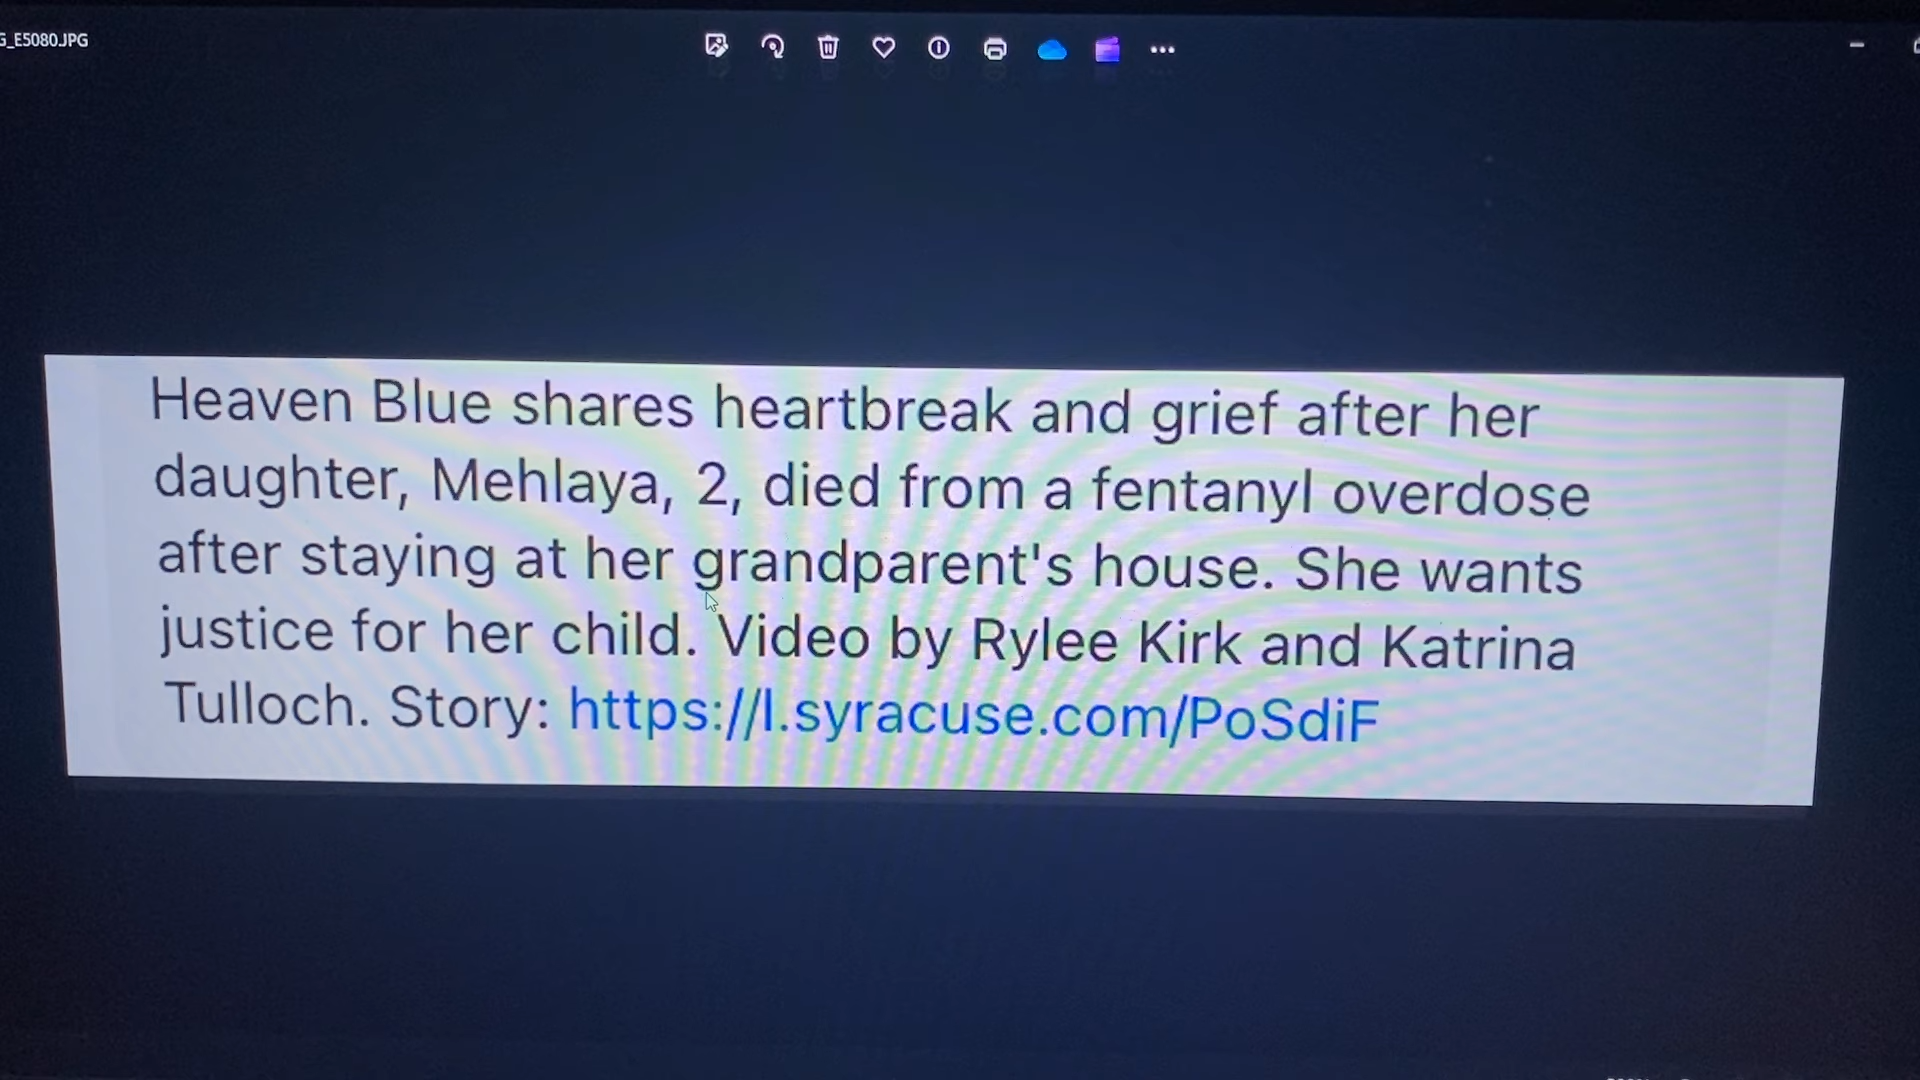 G_E5080.JPG
Heaven Blue shares heartbreak and grief after her
daughter, Mehlaya, 2, died from a fentanyl overdose
after staying at her grandparent's house. She wants
justice for her child. Video by Rylee Kirk and Katrina
Tulloch. Story: https://l.syracuse.com/PoSdiF